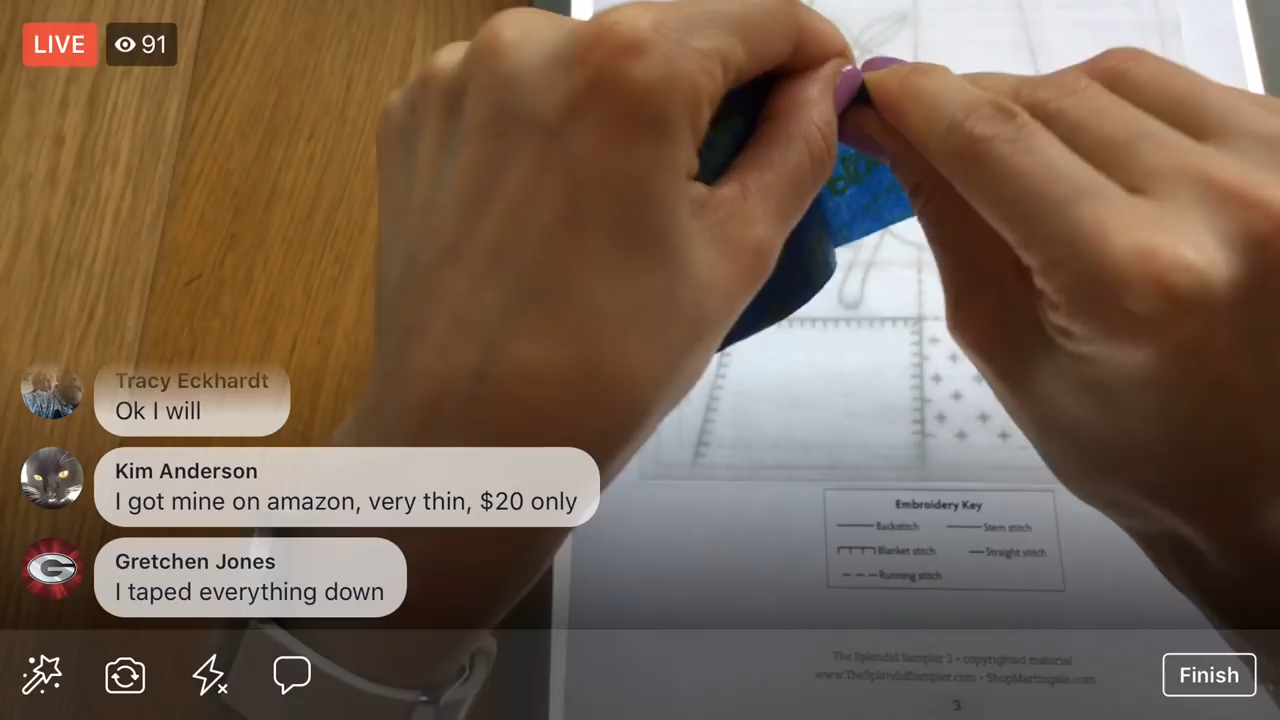 LIVE
91
Tracy Eckhardt
Ok I will
Kim Anderson
I got mine on amazon, very thin, $20 only
Gretchen Jones
I taped everything down
Embroidery Key
Backstitch
Stem stitch
Blanket stitch
Straight stitch
Running stitch
The Splendid Sampler 2 • copyrighted material
www.TheSplendidSampler.com • ShopMartingale.com
3
Finish